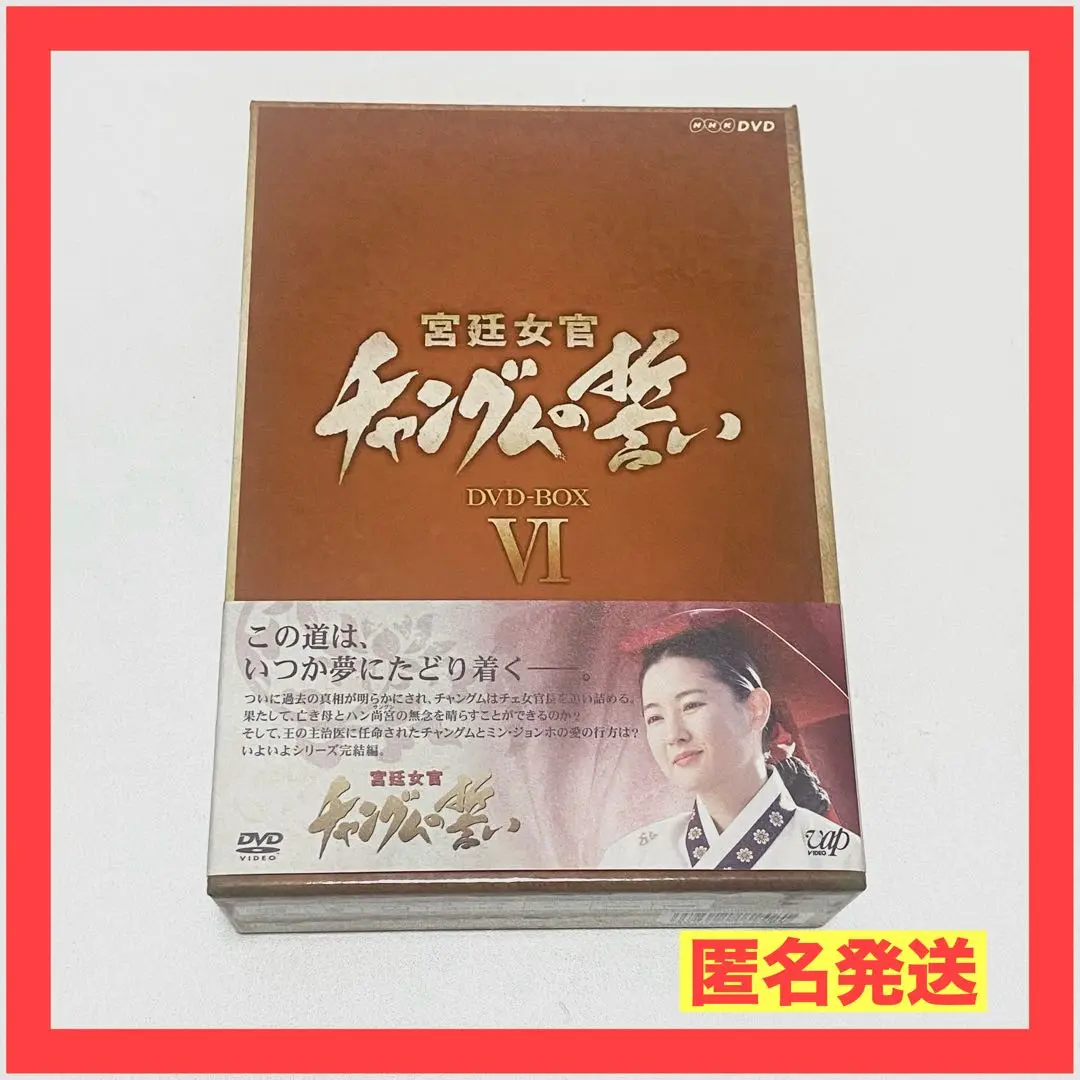 NHK DVD
宮廷女官
チャングムの誓い
DVD-BOX
VI
この道は、
いつか夢にたどり着く――。
ついに過去の真相が明らかにされ、チャングムはチェ女官長を追い詰める。
果たして、亡き母とハン尚宮の無念を晴らすことができるのか?
そして、王の主治医に任命されたチャングムとミン・ジョンホの愛の行方は?
いよいよシリーズ完結編。
宮廷女官
チャングムの誓い
DVD
VIDEO
vap
VIDEO
匿名発送